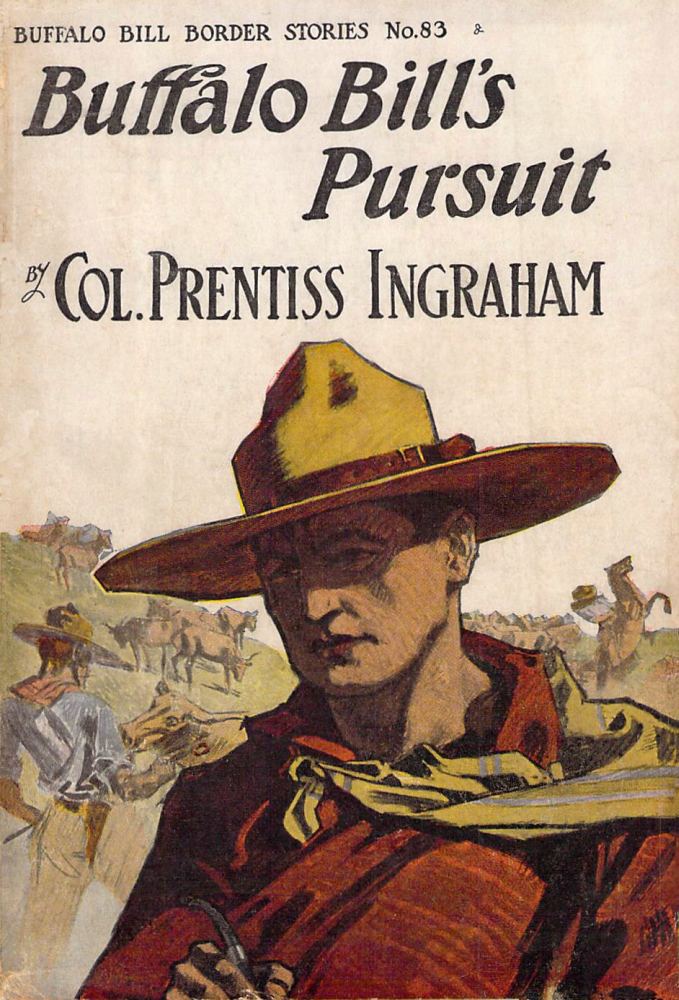 BUFFALO BILL BORDER STORIES No.83
Buffalo Bill's
Pursuit
BY COL. PRENTISS INGRAHAM